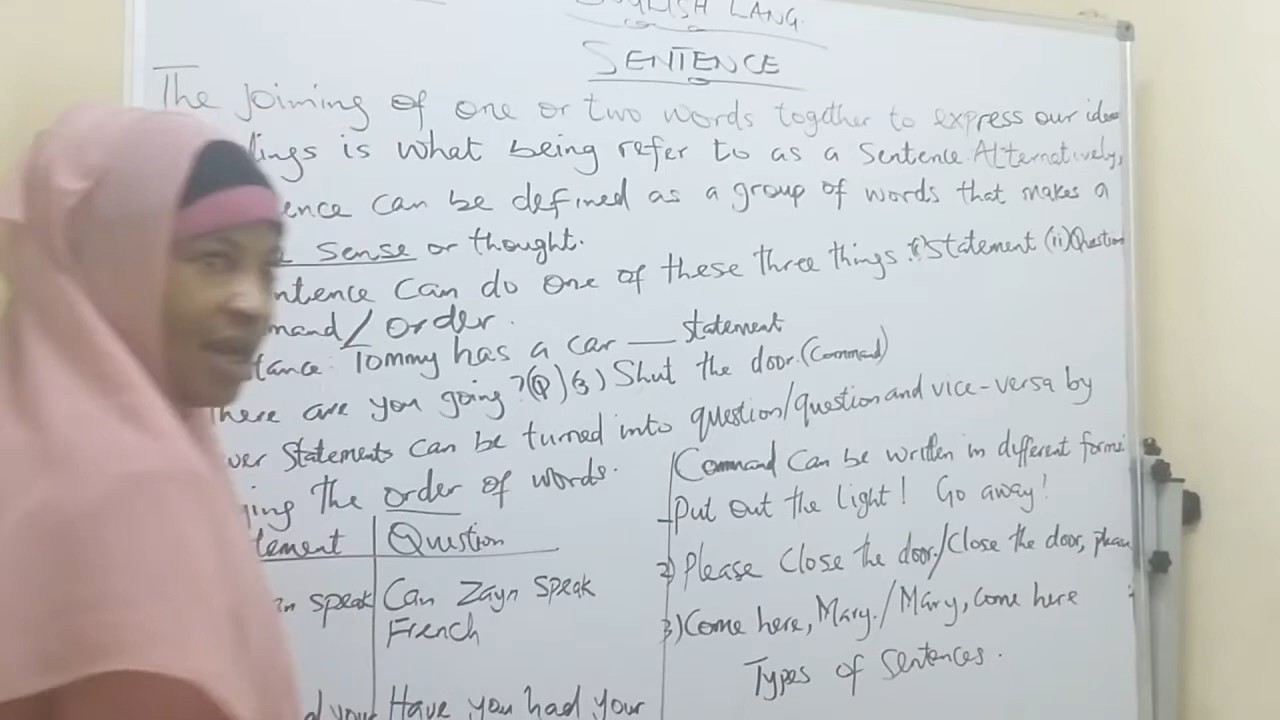 ENGLISH LANG.
SENTENCE
The joining of one or two words together to express our idea
lings is what being refer to as a sentence. Alternatively,
ence can be defined as a group of words that makes a
sense or thought.
ntence can do one of these three things: (i) Statement (ii) Question
mand/order.
tance: Tommy has a car __ statement
here are you going? (Q) 3) Shut the door. (Command)
ver statements can be turned into question/question and vice-versa by
ging the order of words.
tement | Question
speak | Can Zayn speak
French
your | Have you had your
Command can be written in different forms
- Put out the light! Go away!
2) Please close the door./Close the door, please
3) Come here, Mary./Mary, come here
Types of sentences.